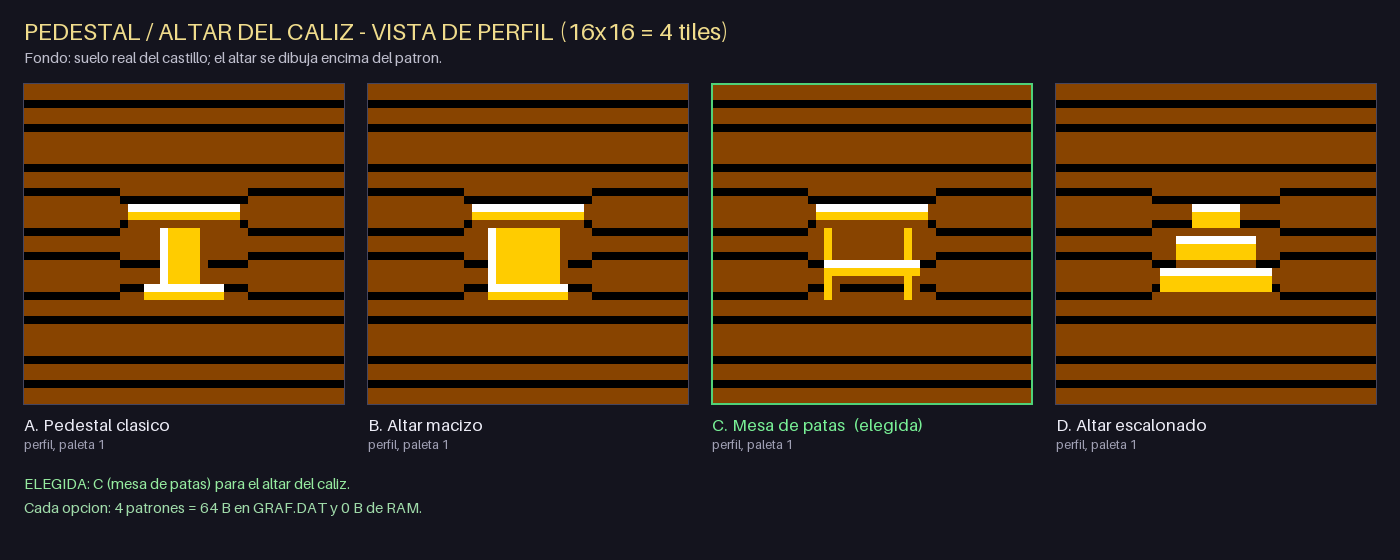 PEDESTAL / ALTAR DEL CALIZ - VISTA DE PERFIL (16x16 = 4 tiles)
Fondo: suelo real del castillo; el altar se dibuja encima del patron.
A. Pedestal clasico
perfil, paleta 1
B. Altar macizo
perfil, paleta 1
C. Mesa de patas (elegida)
perfil, paleta 1
D. Altar escalonado
perfil, paleta 1
ELEGIDA: C (mesa de patas) para el altar del caliz.
Cada opcion: 4 patrones = 64 B en GRAF.DAT y 0 B de RAM.